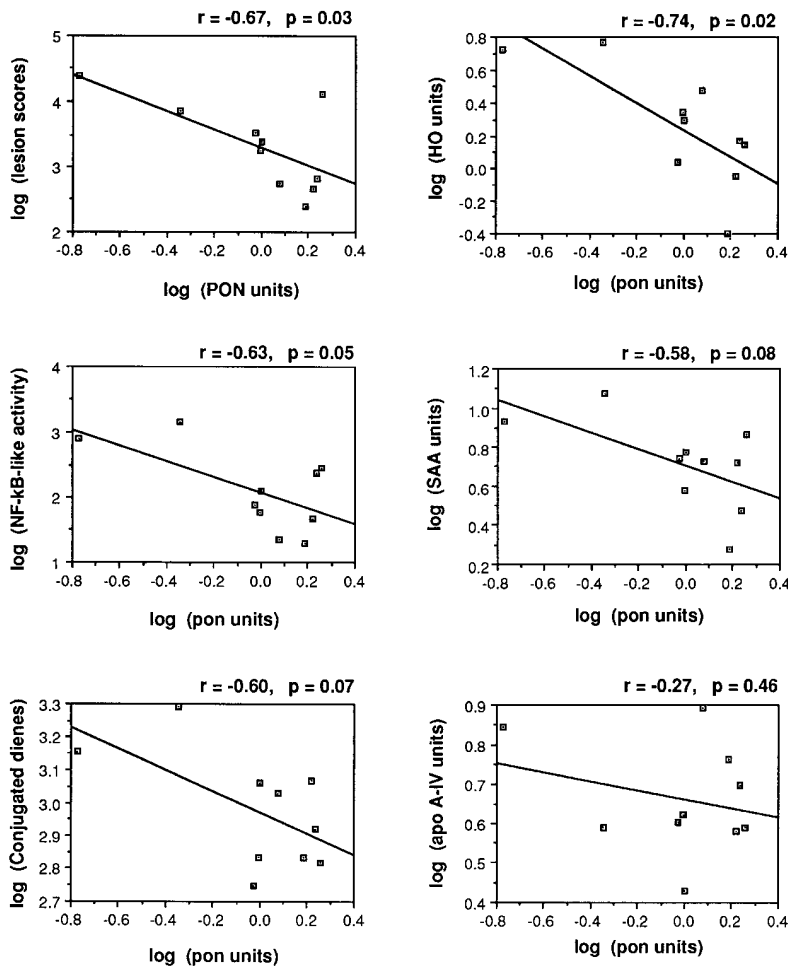 r = -0.67, p = 0.03
log (lesion scores)
5
4
3
2
-0.8 -0.6 -0.4 -0.2 0.0 0.2 0.4
log (PON units)
r = -0.74, p = 0.02
log (HO units)
0.8
0.6
0.4
0.2
0.0
-0.2
-0.4
-0.8 -0.6 -0.4 -0.2 0.0 0.2 0.4
log (pon units)
r = -0.63, p = 0.05
log (NF-kB-like activity)
4
3
2
1
-0.8 -0.6 -0.4 -0.2 0.0 0.2 0.4
log (pon units)
r = -0.58, p = 0.08
log (SAA units)
1.2
1.0
0.8
0.6
0.4
0.2
-0.8 -0.6 -0.4 -0.2 0.0 0.2 0.4
log (pon units)
r = -0.60, p = 0.07
log (Conjugated dienes)
3.3
3.2
3.1
3.0
2.9
2.8
2.7
-0.8 -0.6 -0.4 -0.2 0.0 0.2 0.4
log (pon units)
r = -0.27, p = 0.46
log (apo A-IV units)
0.9
0.8
0.7
0.6
0.5
0.4
-0.8 -0.6 -0.4 -0.2 0.0 0.2 0.4
log (pon units)